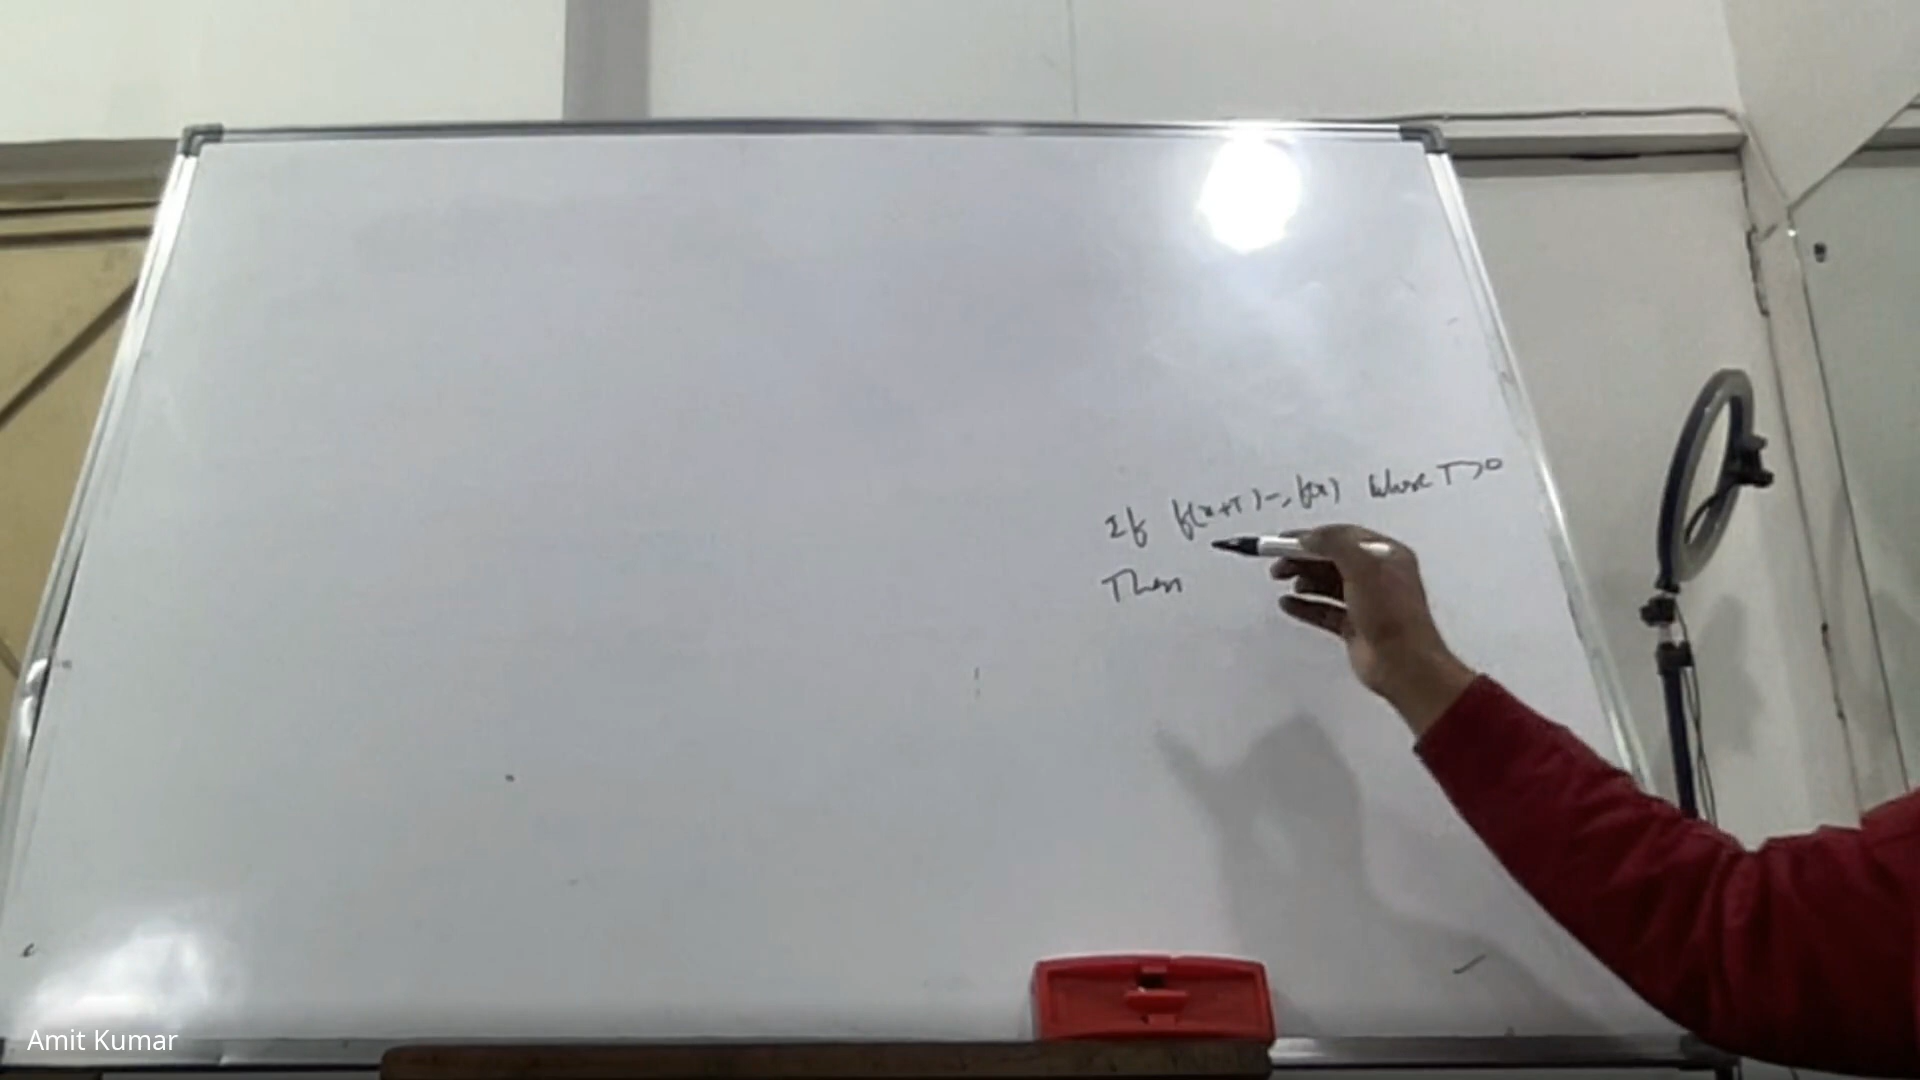 If f(x+T) = f(x) where T>0
Then
Amit Kumar